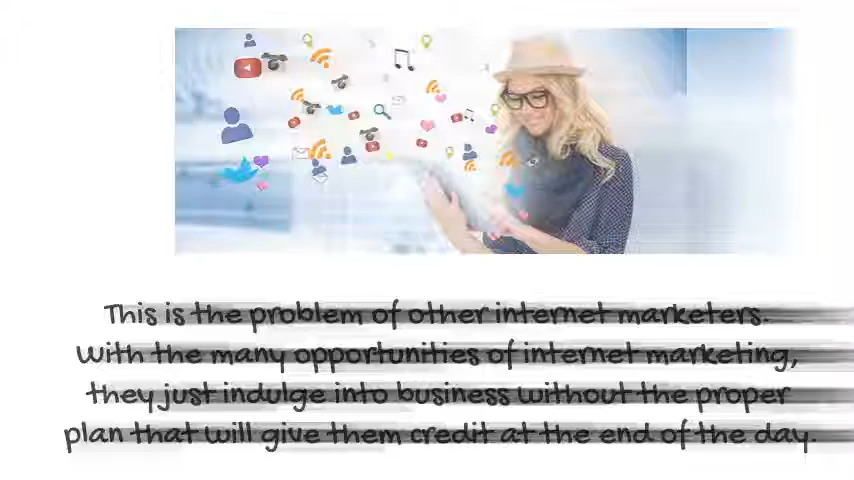 This is the problem of other internet marketers.
With the many opportunities of internet marketing,
they just indulge into business without the proper
plan that will give them credit at the end of the day.